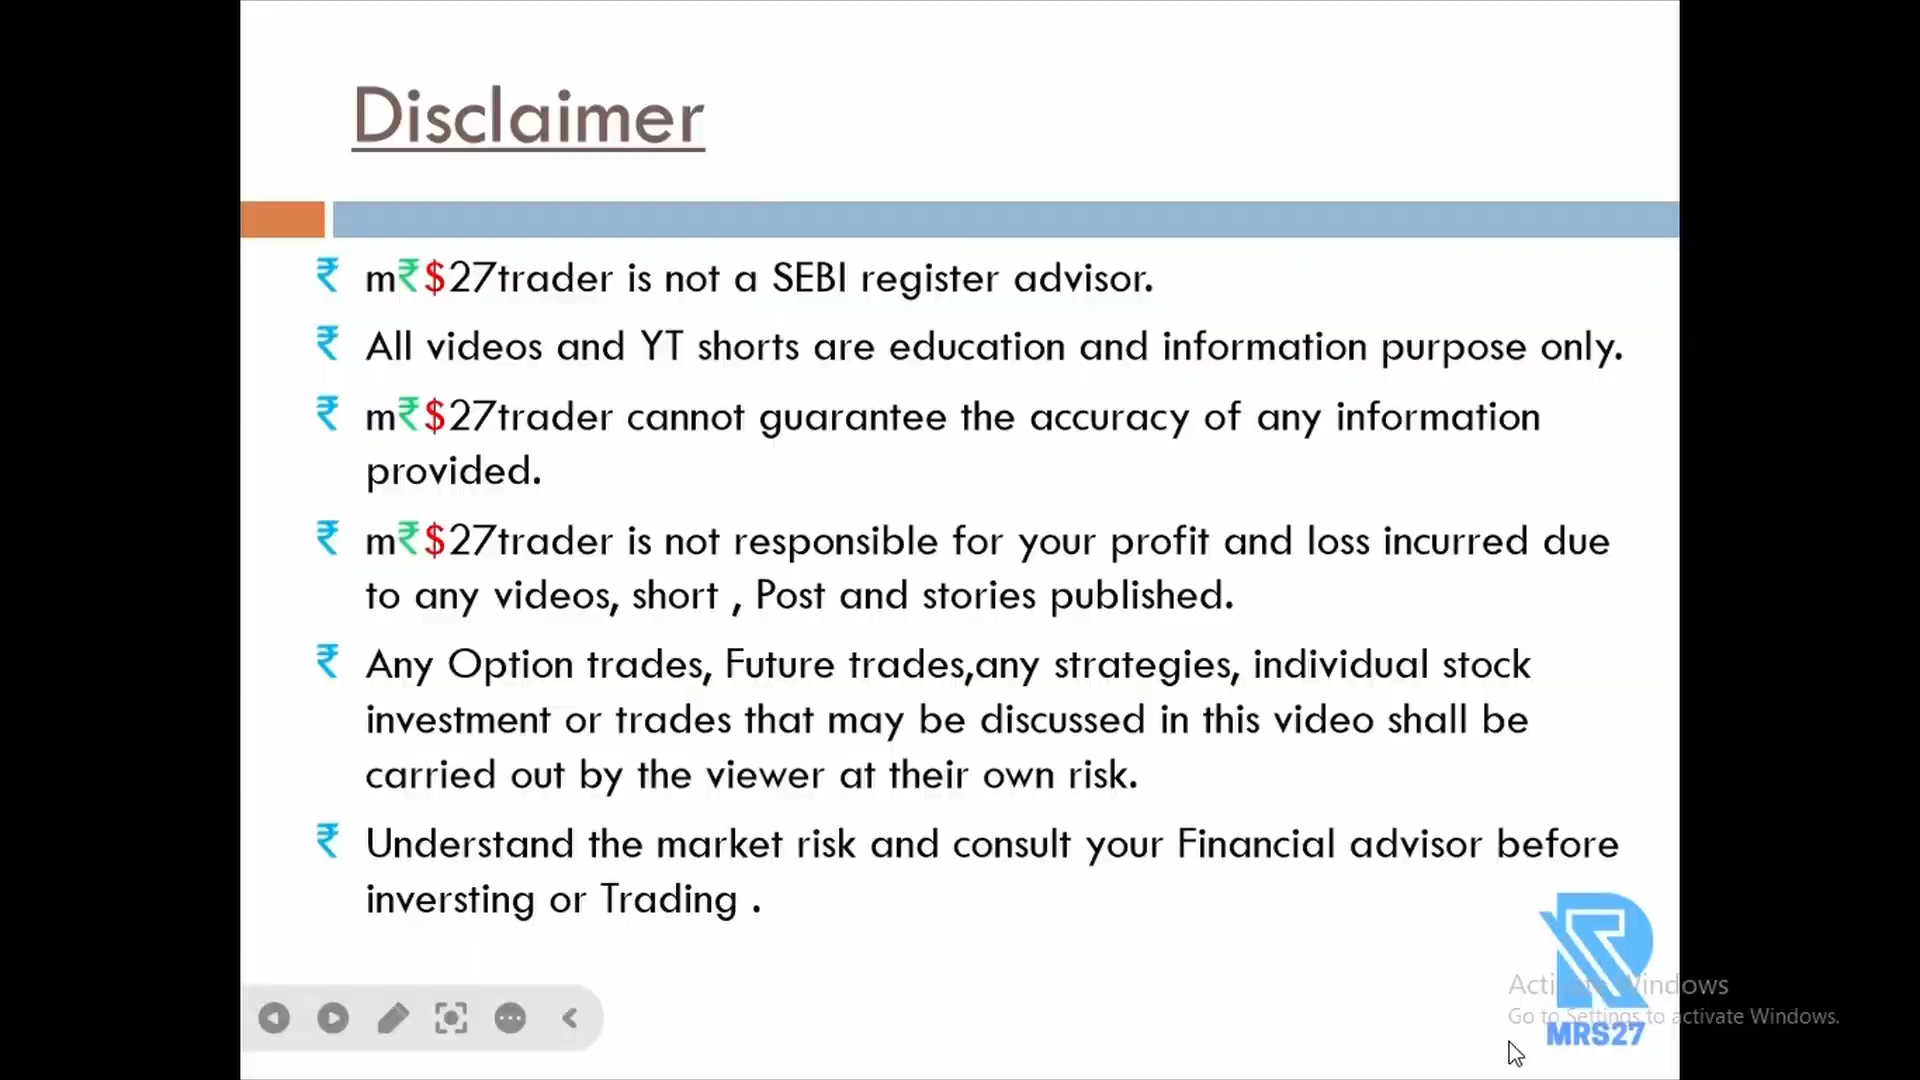 Disclaimer
₹ m₹$27trader is not a SEBI register advisor.
₹ All videos and YT shorts are education and information purpose only.
₹ m₹$27trader cannot guarantee the accuracy of any information
provided.
₹ m₹$27trader is not responsible for your profit and loss incurred due
to any videos, short , Post and stories published.
₹ Any Option trades, Future trades,any strategies, individual stock
investment or trades that may be discussed in this video shall be
carried out by the viewer at their own risk.
₹ Understand the market risk and consult your Financial advisor before
inversting or Trading .
Activate Windows
Go to Settings to activate Windows.
MRS27